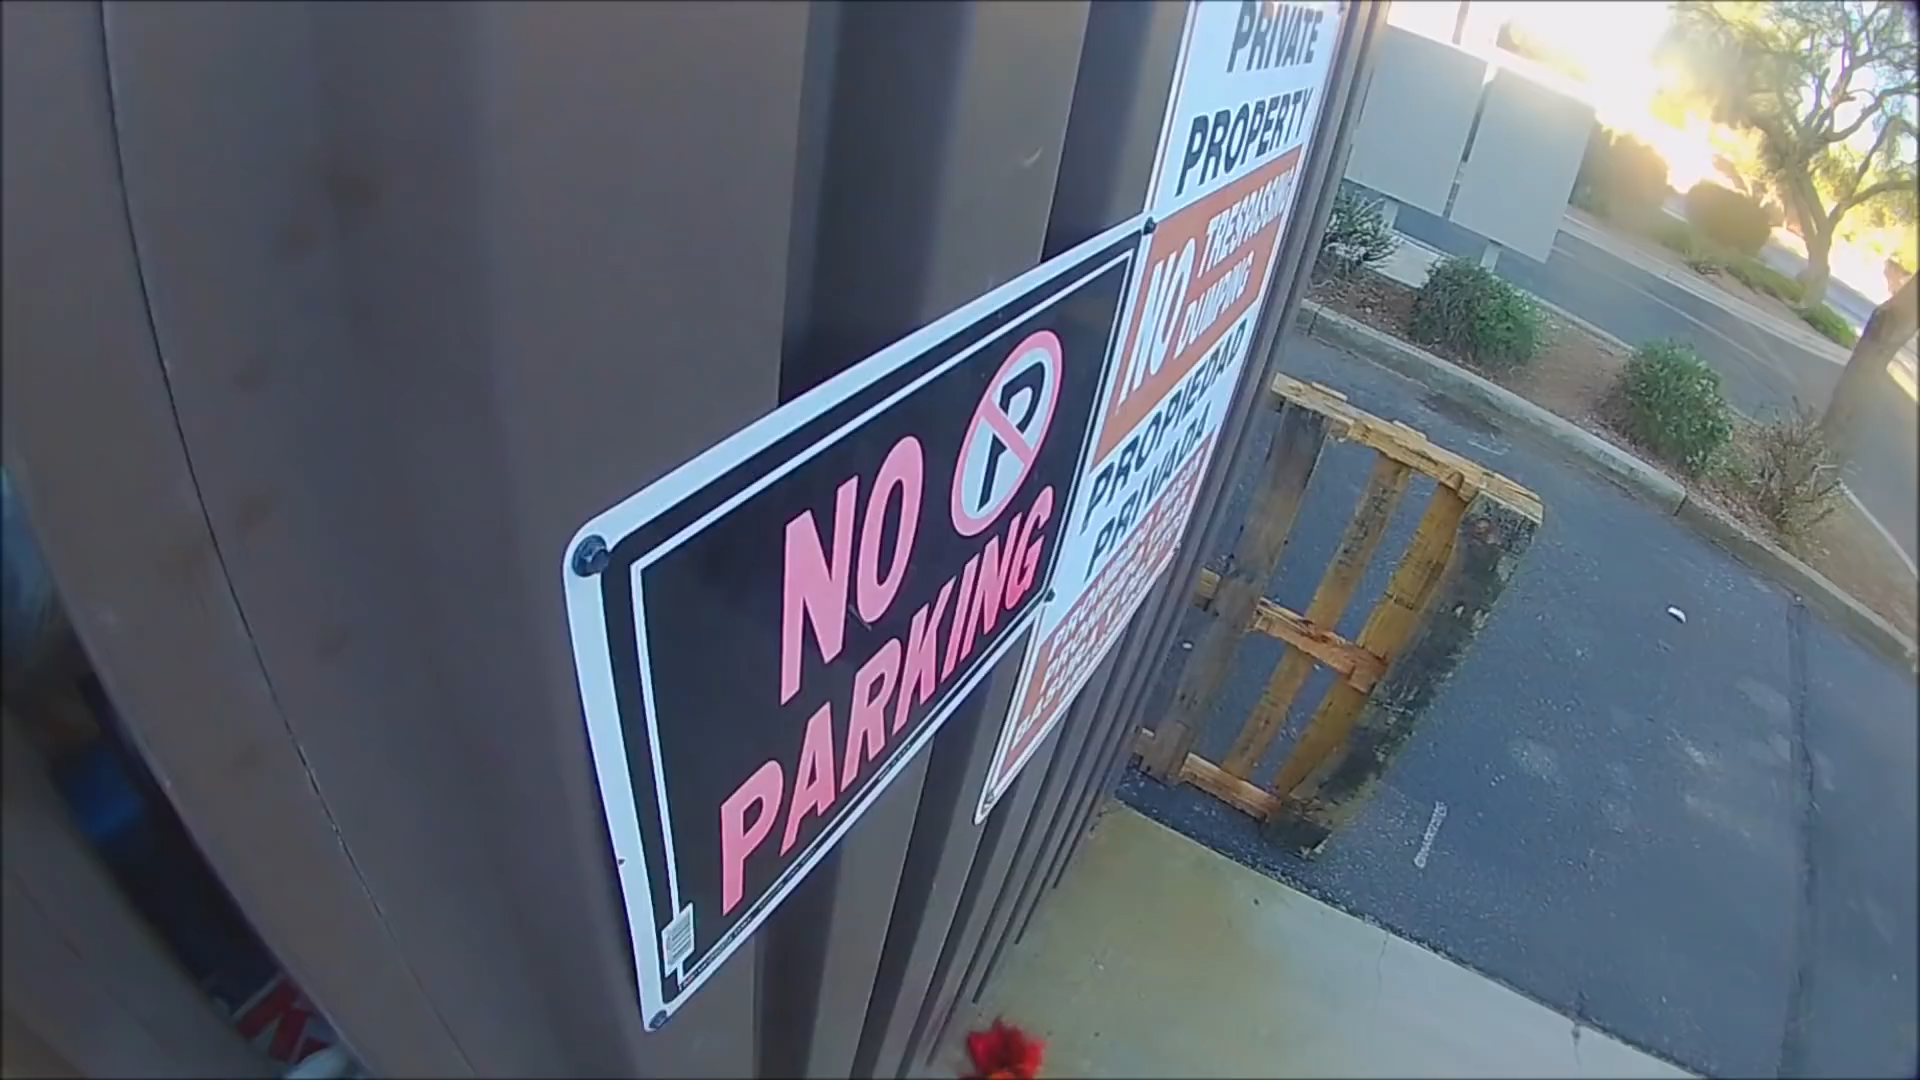 PRIVATE
PROPERTY
NO TRESPASSING
DUMPING
PROPIEDAD
PRIVADA
NO P
PARKING